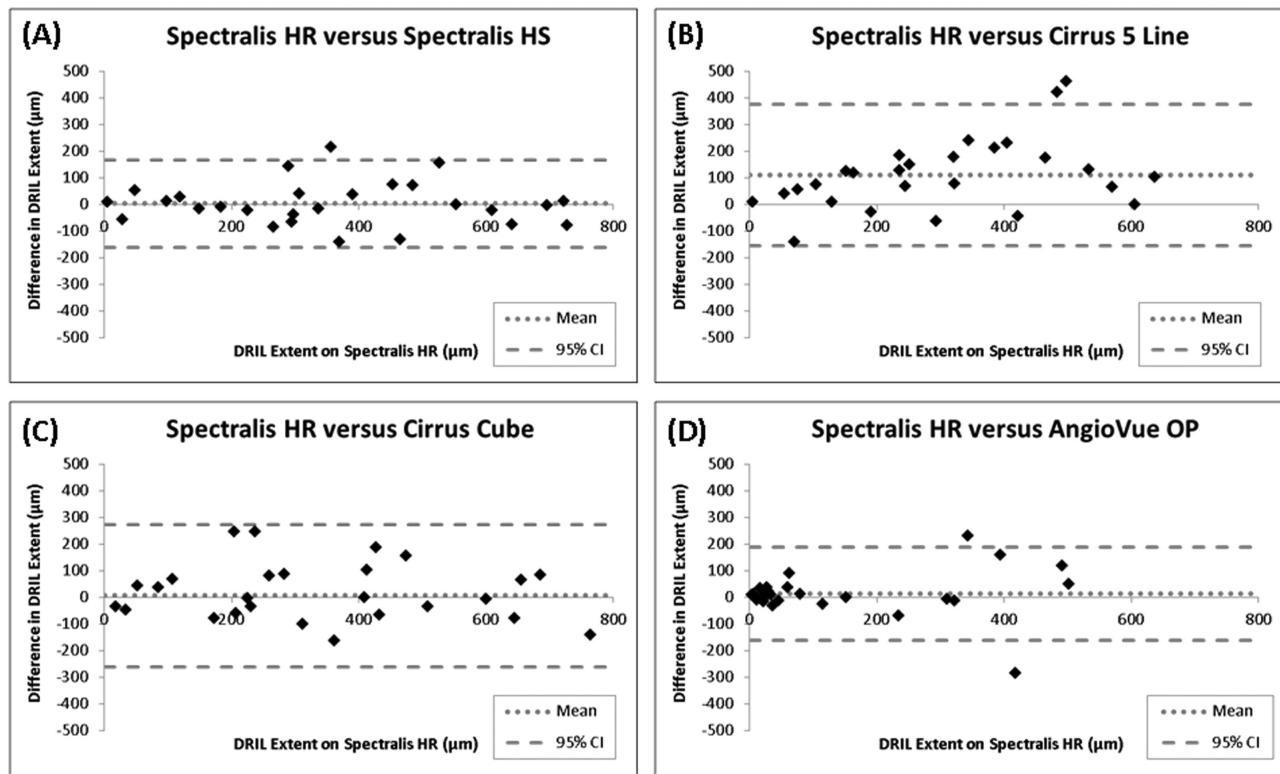 (A) Spectralis HR versus Spectralis HS
500
400
300
200
100
0
-100
-200
-300
-400
-500
Difference in DRIL Extent (µm)
0 200 400 600 800
Mean
95% CI
DRIL Extent on Spectralis HR (µm)
(B) Spectralis HR versus Cirrus 5 Line
500
400
300
200
100
0
-100
-200
-300
-400
-500
Difference in DRIL Extent (µm)
0 200 400 600 800
Mean
95% CI
DRIL Extent on Spectralis HR (µm)
(C) Spectralis HR versus Cirrus Cube
500
400
300
200
100
0
-100
-200
-300
-400
-500
Difference in DRIL Extent (µm)
0 200 400 600 800
Mean
95% CI
DRIL Extent on Spectralis HR (µm)
(D) Spectralis HR versus AngioVue OP
500
400
300
200
100
0
-100
-200
-300
-400
-500
Difference in DRIL Extent (µm)
0 200 400 600 800
Mean
95% CI
DRIL Extent on Spectralis HR (µm)